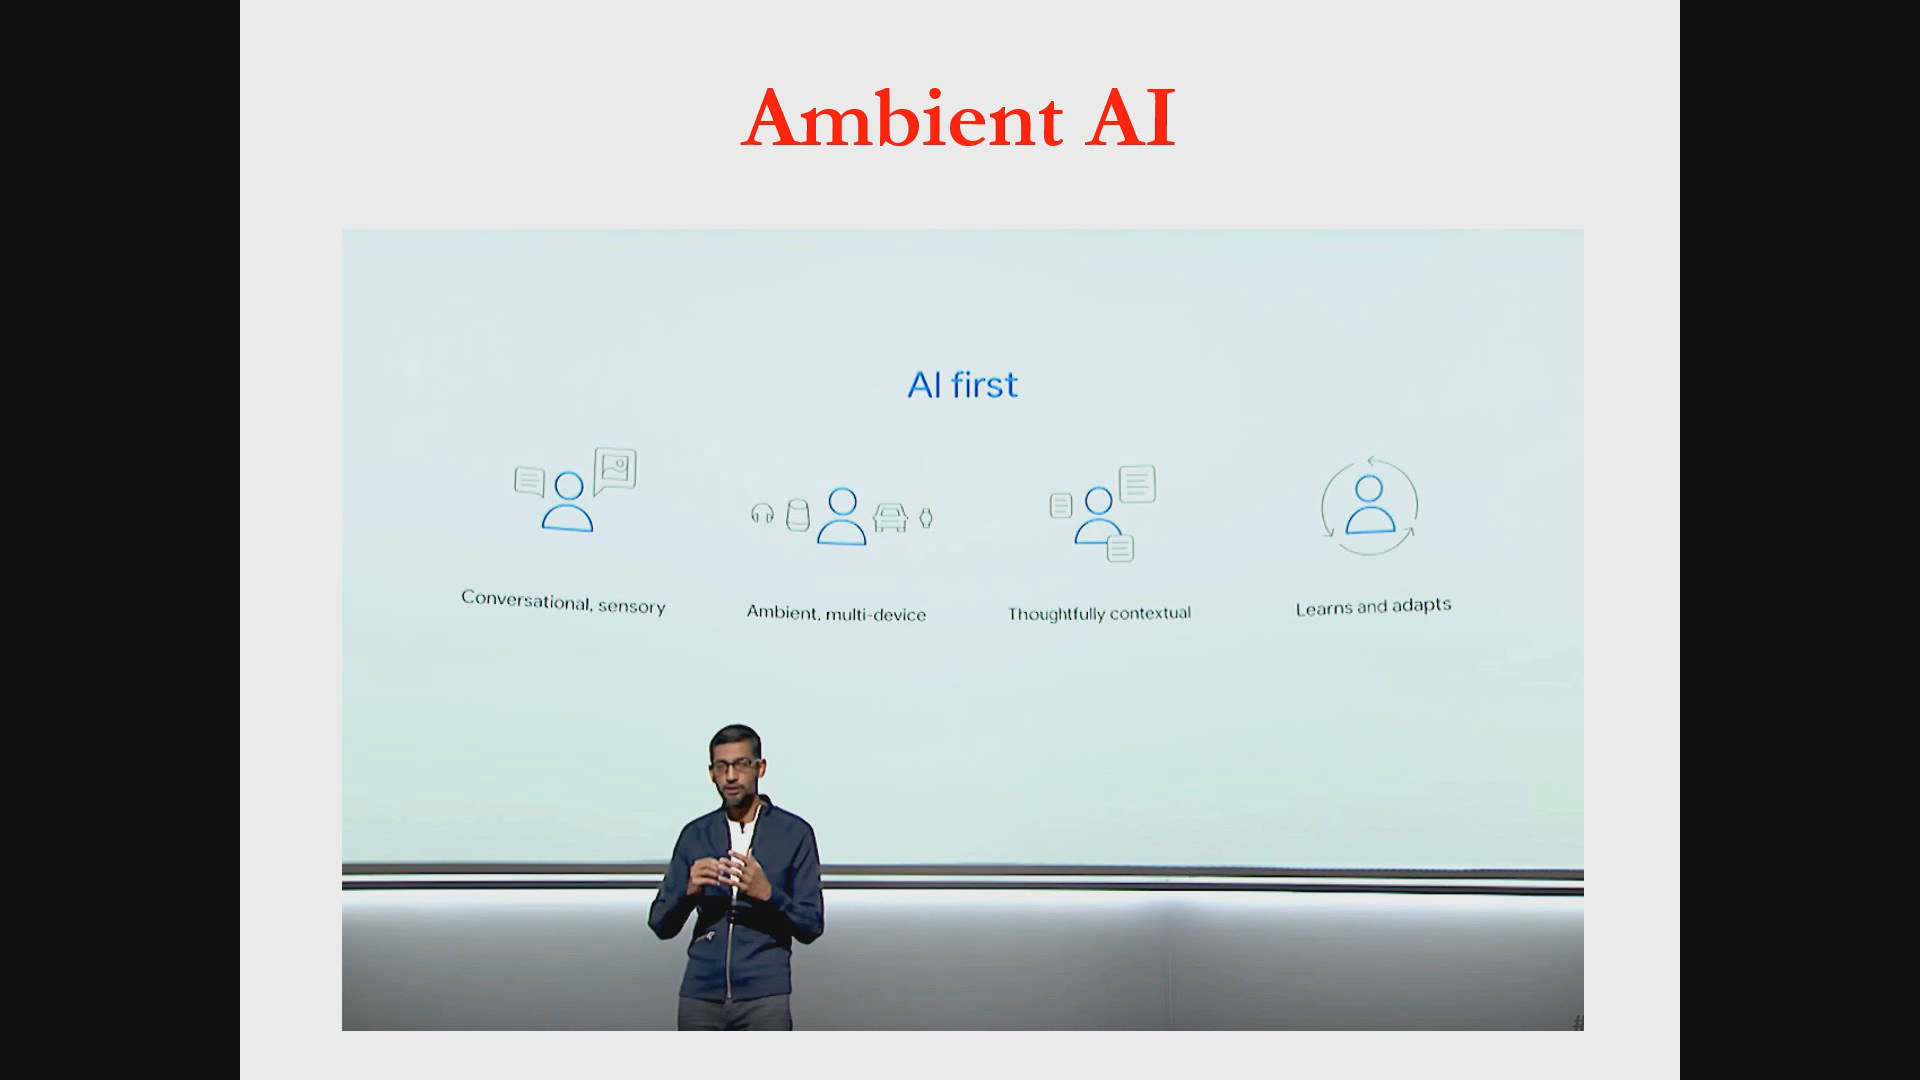 Ambient AI
AI first
Conversational, sensory
Ambient, multi-device
Thoughtfully contextual
Learns and adapts
#